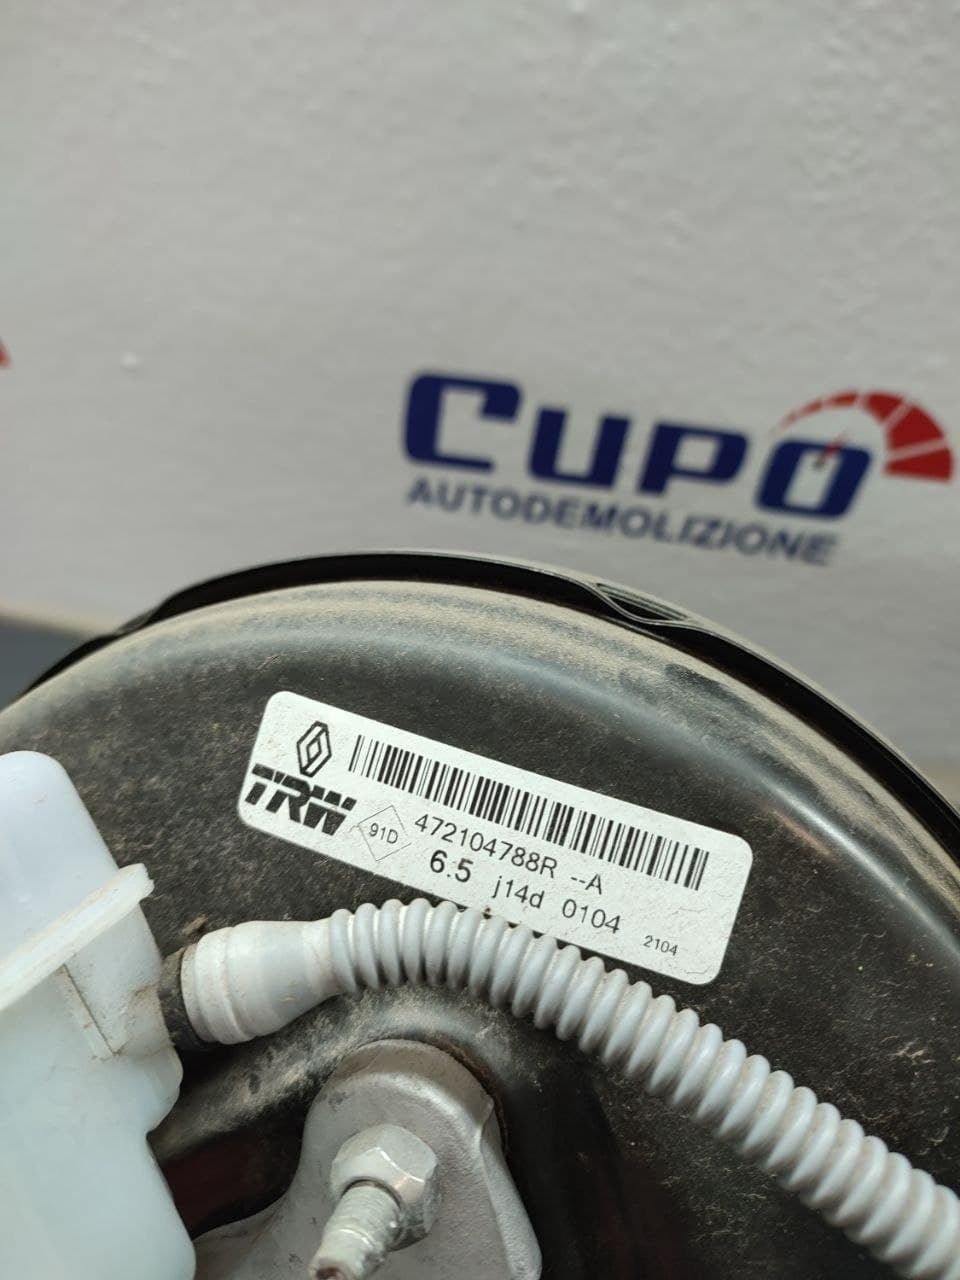 CUPO
AUTODEMOLIZIONE
TRW
91D
472104788R --A
6.5 j14d 0104 2104